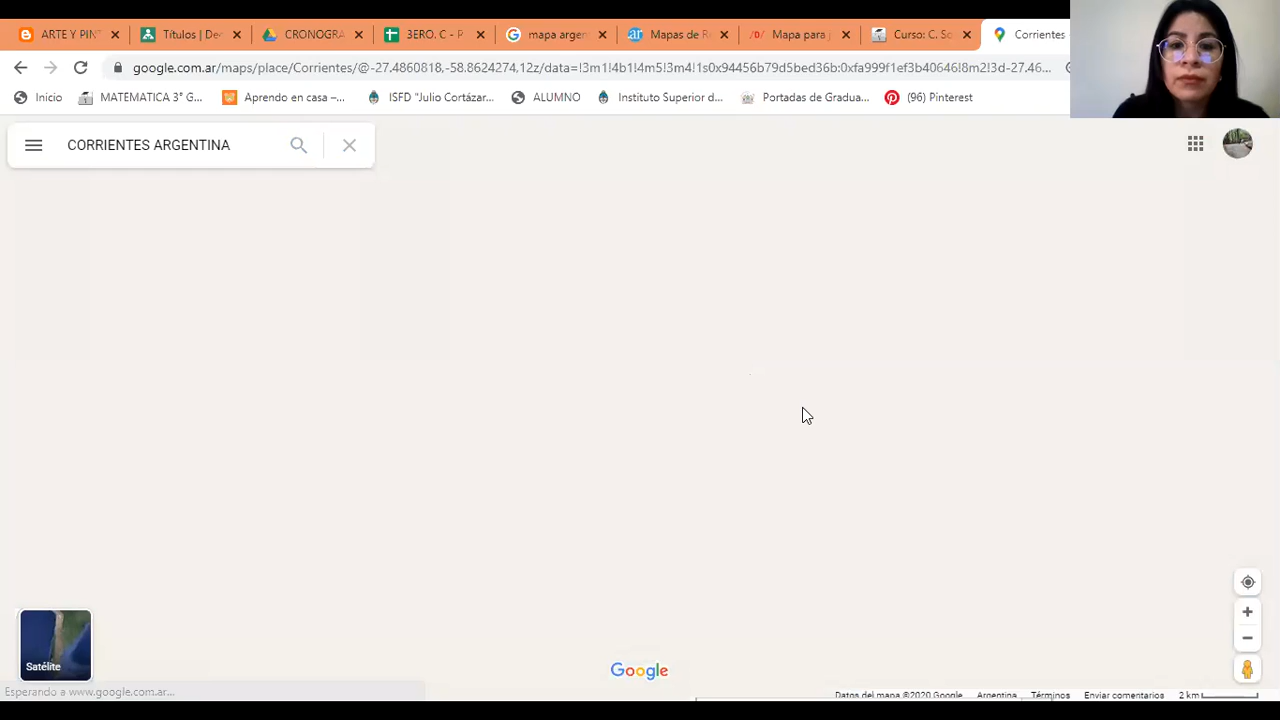 ARTE Y PINT
Títulos | De
CRONOGRA
3ERO. C - P
mapa argen
Mapas de R
Mapa para j
Curso: C. So
Corrientes
google.com.ar/maps/place/Corrientes/@-27.4860818,-58.8624274,12z/data=!3m1!4b1!4m5!3m4!1s0x94456b79d5bed36b:0xfa999f1ef3b40646!8m2!3d-27.46...
Inicio
MATEMATICA 3° G...
Aprendo en casa –...
ISFD "Julio Cortázar...
ALUMNO
Instituto Superior d...
Portadas de Gradua...
(96) Pinterest
CORRIENTES ARGENTINA
Satélite
Google
Esperando a www.google.com.ar...
Datos del mapa ©2020 Google
Argentina
Términos
Enviar comentarios
2 km